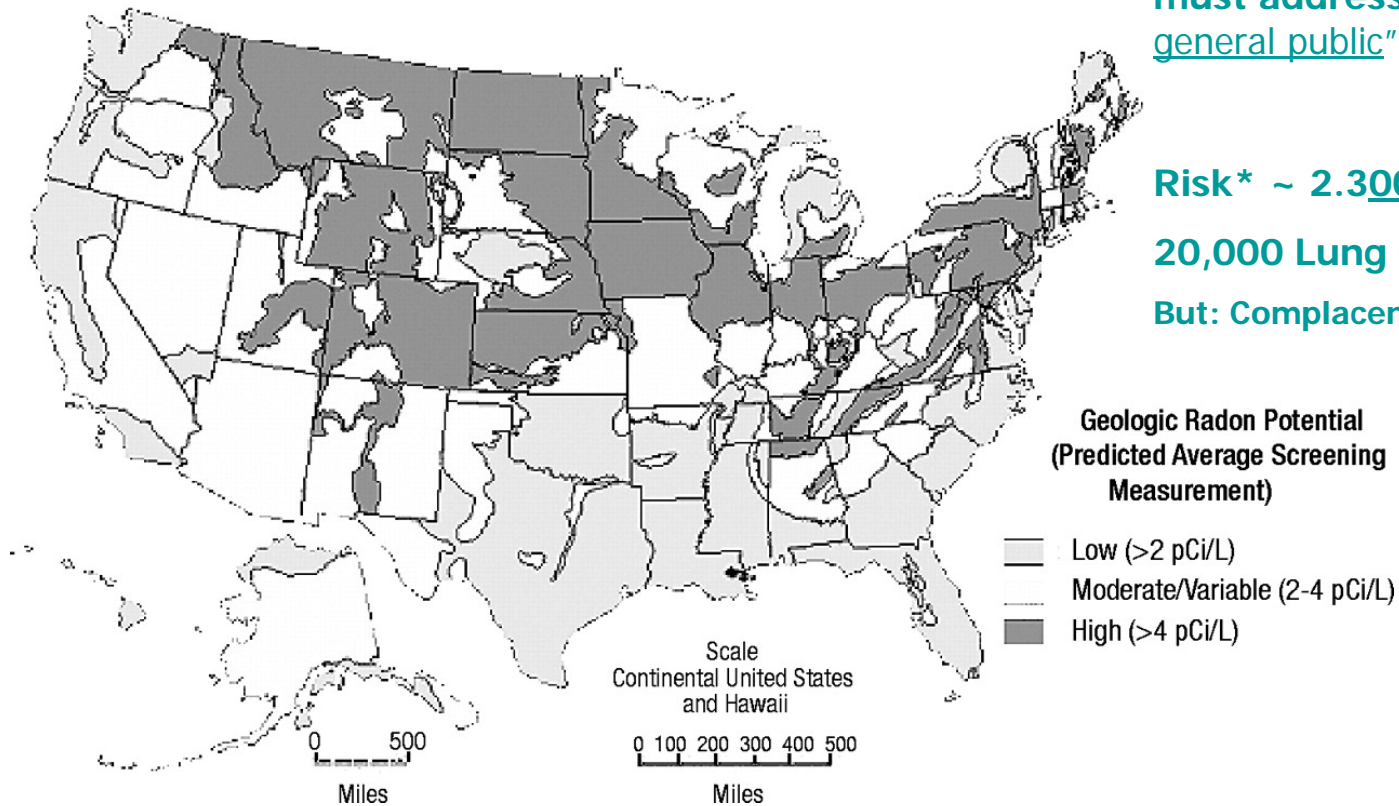 must address
general public"
Risk* ~ 2.300
20,000 Lung
But: Complacen
Geologic Radon Potential
(Predicted Average Screening
Measurement)
Low (>2 pCi/L)
Moderate/Variable (2-4 pCi/L)
High (>4 pCi/L)
Scale
Continental United States
and Hawaii
0 500
Miles
0 100 200 300 400 500
Miles